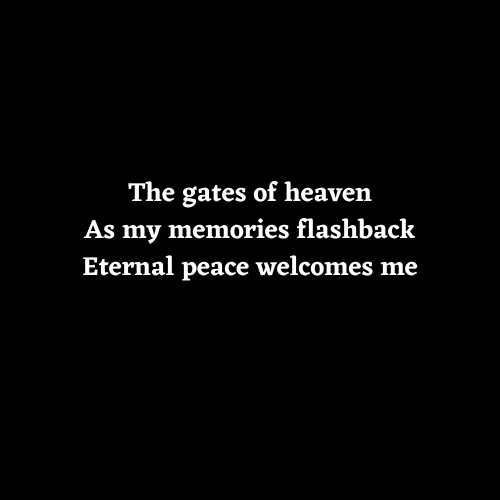 The gates of heaven
As my memories flashback
Eternal peace welcomes me